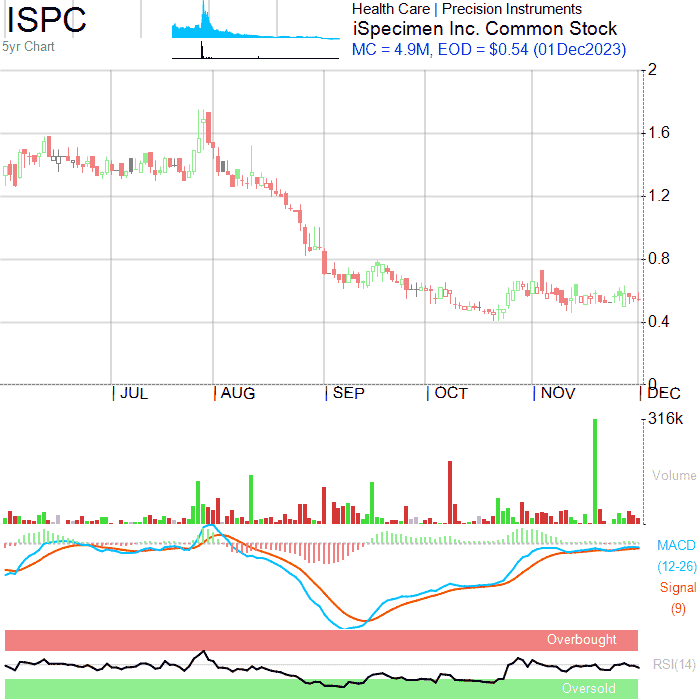 ISPC
5yr Chart
Health Care | Precision Instruments
iSpecimen Inc. Common Stock
MC = 4.9M, EOD = $0.54 (01Dec2023)
2
1.6
1.2
0.8
0.4
0
JUL AUG SEP OCT NOV DEC
316k
Volume
MACD
(12-26)
Signal
(9)
Overbought
RSI(14)
Oversold